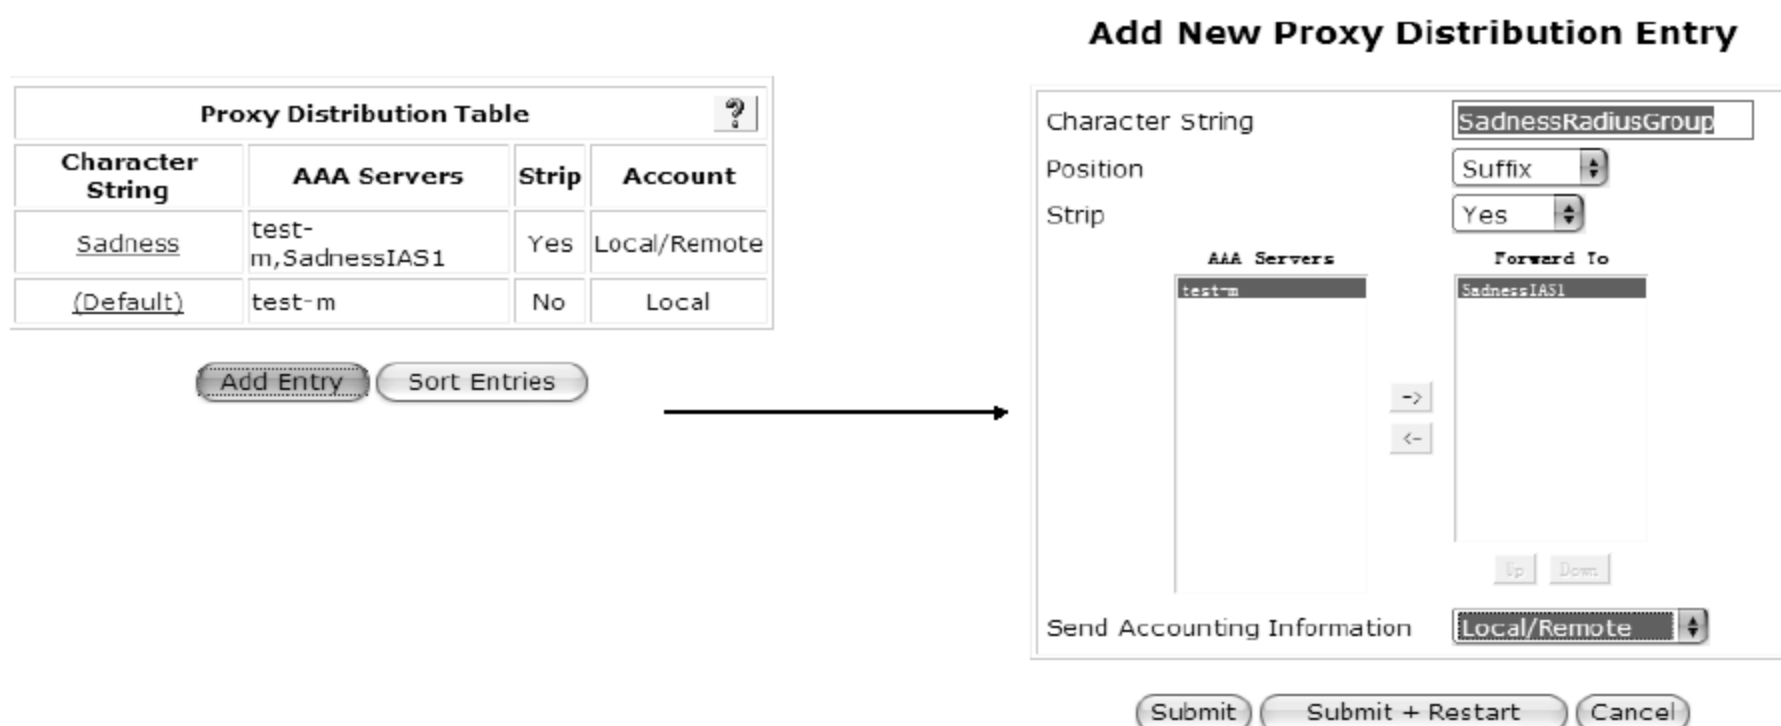 Add New Proxy Distribution Entry
Proxy Distribution Table ?
Character String AAA Servers Strip Account
Sadness test-m,SadnessIAS1 Yes Local/Remote
(Default) test-m No Local
Add Entry Sort Entries
Character String SadnessRadiusGroup
Position Suffix
Strip Yes
AAA Servers Forward To
test-m SadnessIAS1
->
<-
Up Down
Send Accounting Information Local/Remote
Submit Submit + Restart Cancel